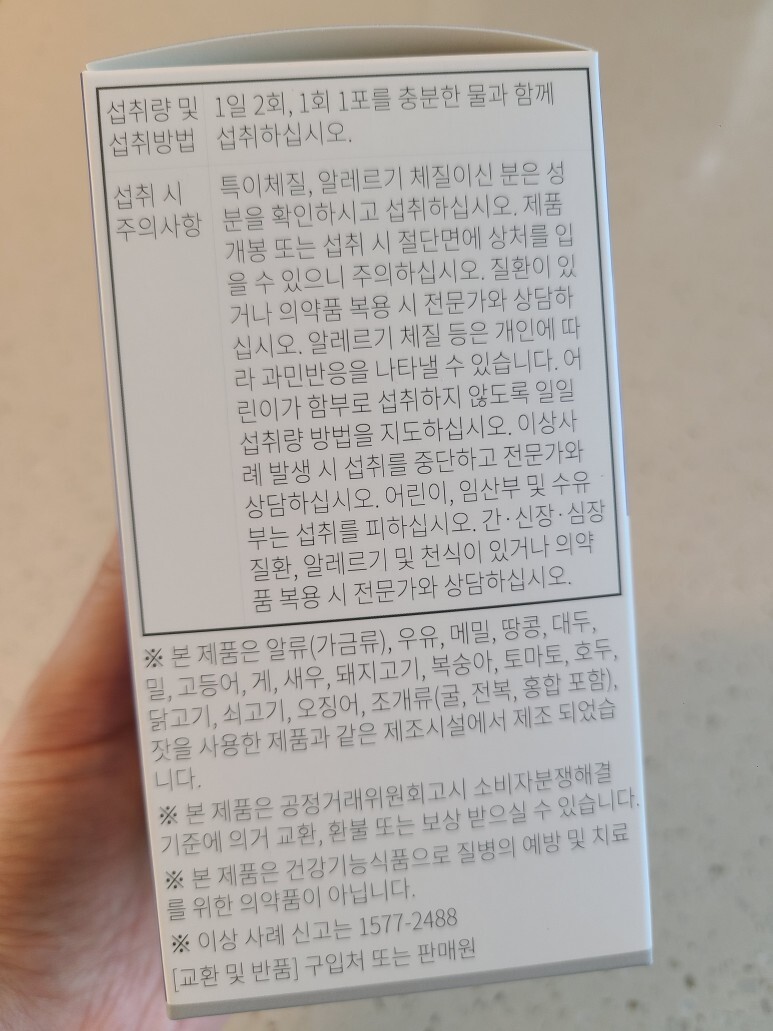 섭취량 및
섭취방법
1일 2회, 1회 1포를 충분한 물과 함께
섭취하십시오.
섭취 시
주의사항
특이체질, 알레르기 체질이신 분은 성
분을 확인하시고 섭취하십시오. 제품
개봉 또는 섭취 시 절단면에 상처를 입
을 수 있으니 주의하십시오. 질환이 있
거나 의약품 복용 시 전문가와 상담하
십시오. 알레르기 체질 등은 개인에 따
라 과민반응을 나타낼 수 있습니다. 어
린이가 함부로 섭취하지 않도록 일일
섭취량 방법을 지도하십시오. 이상사
례 발생 시 섭취를 중단하고 전문가와
상담하십시오. 어린이, 임산부 및 수유
부는 섭취를 피하십시오. 간·신장·심장
질환, 알레르기 및 천식이 있거나 의약
품 복용 시 전문가와 상담하십시오.
※ 본 제품은 알류(가금류), 우유, 메밀, 땅콩, 대두,
밀, 고등어, 게, 새우, 돼지고기, 복숭아, 토마토, 호두,
닭고기, 쇠고기, 오징어, 조개류(굴, 전복, 홍합 포함),
잣을 사용한 제품과 같은 제조시설에서 제조 되었습
니다.
※ 본 제품은 공정거래위원회고시 소비자분쟁해결
기준에 의거 교환, 환불 또는 보상 받으실 수 있습니다.
※ 본 제품은 건강기능식품으로 질병의 예방 및 치료
를 위한 의약품이 아닙니다.
※ 이상 사례 신고는 1577-2488
[교환 및 반품] 구입처 또는 판매원